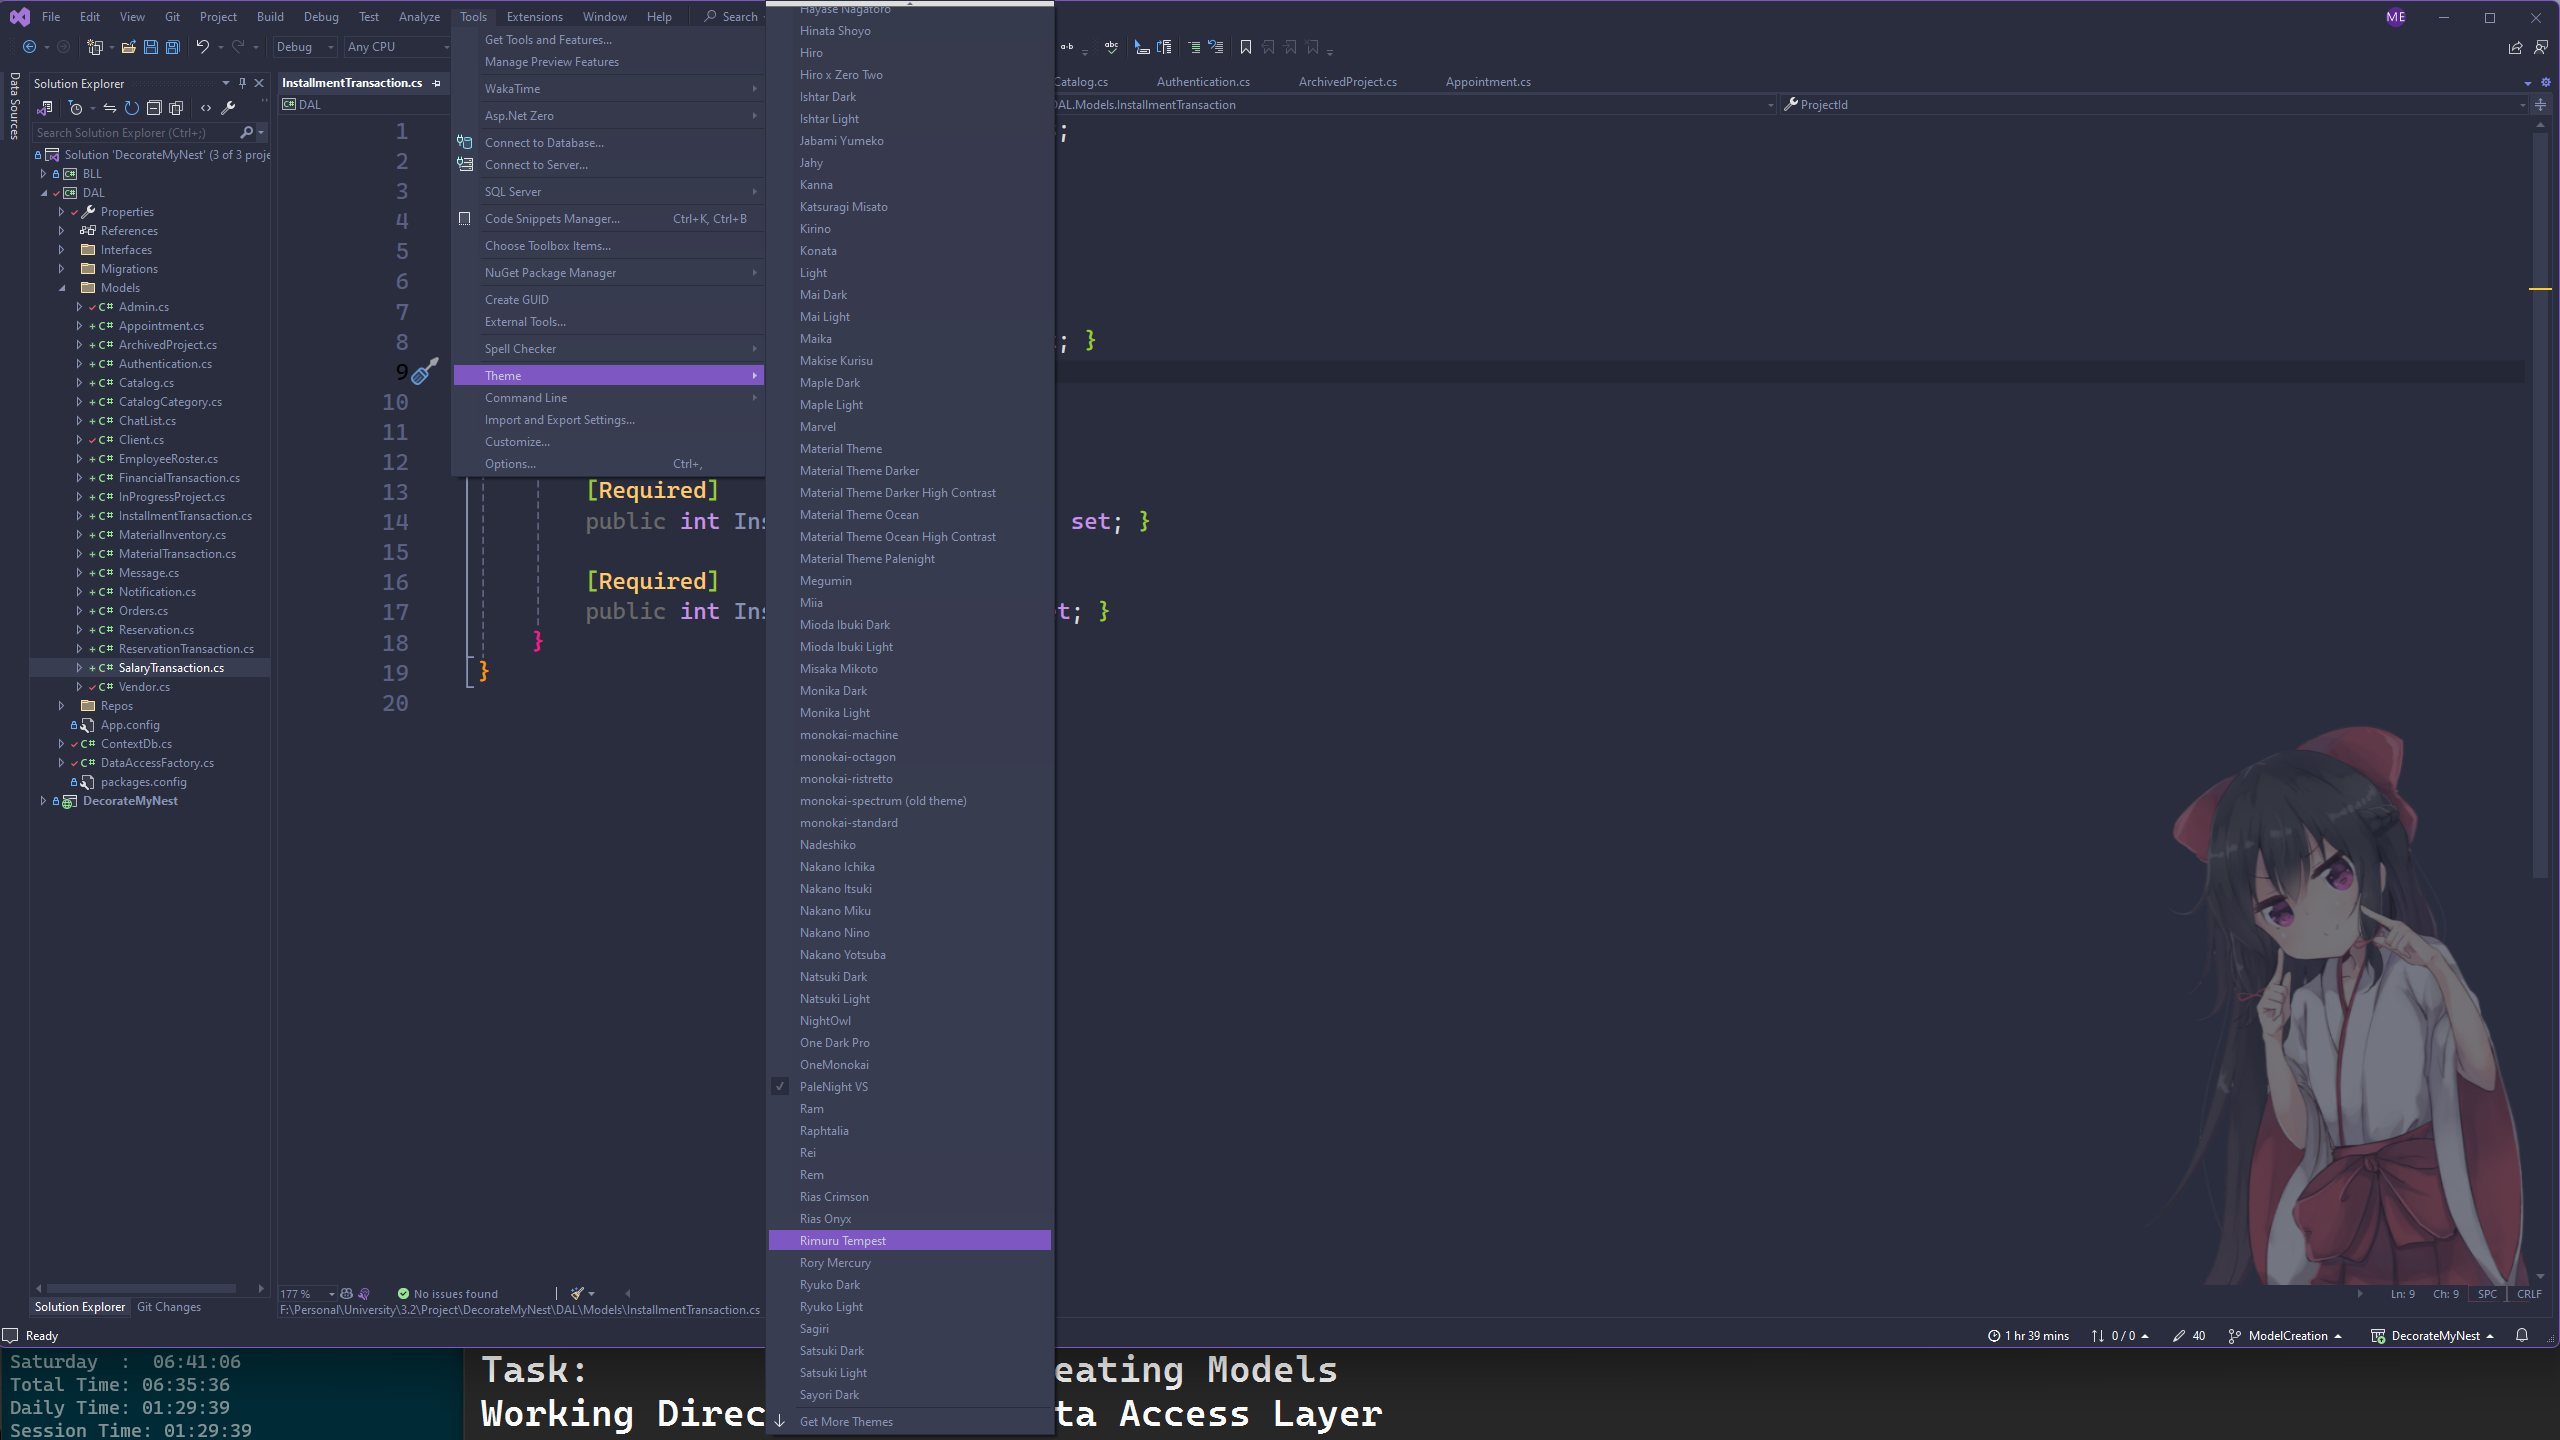 File Edit View Git Project Build Debug Test Analyze Tools Extensions Window Help Search
ME
Debug Any CPU
Data Sources
Solution Explorer
Search Solution Explorer (Ctrl+;)
Solution 'DecorateMyNest' (3 of 3 proje
BLL
DAL
Properties
References
Interfaces
Migrations
Models
C# Admin.cs
C# Appointment.cs
C# ArchivedProject.cs
C# Authentication.cs
C# Catalog.cs
C# CatalogCategory.cs
C# ChatList.cs
C# Client.cs
C# EmployeeRoster.cs
C# FinancialTransaction.cs
C# InProgressProject.cs
C# InstallmentTransaction.cs
C# MaterialInventory.cs
C# MaterialTransaction.cs
C# Message.cs
C# Notification.cs
C# Orders.cs
C# Reservation.cs
C# ReservationTransaction.cs
C# SalaryTransaction.cs
C# Vendor.cs
Repos
App.config
C# ContextDb.cs
C# DataAccessFactory.cs
packages.config
DecorateMyNest
Solution Explorer Git Changes
InstallmentTransaction.cs
Catalog.cs Authentication.cs ArchivedProject.cs Appointment.cs
DAL
DAL.Models.InstallmentTransaction
ProjectId
1 ;
2
3
4
5
6
7
8 ; }
9
10
11
12
13 [Required]
14 public int Ins set; }
15
16 [Required]
17 public int Ins t; }
18 }
19 }
20
Get Tools and Features...
Manage Preview Features
WakaTime
Asp.Net Zero
Connect to Database...
Connect to Server...
SQL Server
Code Snippets Manager... Ctrl+K, Ctrl+B
Choose Toolbox Items...
NuGet Package Manager
Create GUID
External Tools...
Spell Checker
Theme
Command Line
Import and Export Settings...
Customize...
Options... Ctrl+,
Hayase Nagatoro
Hinata Shoyo
Hiro
Hiro x Zero Two
Ishtar Dark
Ishtar Light
Jabami Yumeko
Jahy
Kanna
Katsuragi Misato
Kirino
Konata
Light
Mai Dark
Mai Light
Maika
Makise Kurisu
Maple Dark
Maple Light
Marvel
Material Theme
Material Theme Darker
Material Theme Darker High Contrast
Material Theme Ocean
Material Theme Ocean High Contrast
Material Theme Palenight
Megumin
Miia
Mioda Ibuki Dark
Mioda Ibuki Light
Misaka Mikoto
Monika Dark
Monika Light
monokai-machine
monokai-octagon
monokai-ristretto
monokai-spectrum (old theme)
monokai-standard
Nadeshiko
Nakano Ichika
Nakano Itsuki
Nakano Miku
Nakano Nino
Nakano Yotsuba
Natsuki Dark
Natsuki Light
NightOwl
One Dark Pro
OneMonokai
PaleNight VS
Ram
Raphtalia
Rei
Rem
Rias Crimson
Rias Onyx
Rimuru Tempest
Rory Mercury
Ryuko Dark
Ryuko Light
Sagiri
Satsuki Dark
Satsuki Light
Sayori Dark
Get More Themes
177 % No issues found
Ln: 9 Ch: 9 SPC CRLF
F:\Personal\University\3.2\Project\DecorateMyNest\DAL\Models\InstallmentTransaction.cs
Ready
1 hr 39 mins 0 / 0 40 ModelCreation DecorateMyNest
Saturday : 06:41:06
Total Time: 06:35:36
Daily Time: 01:29:39
Session Time: 01:29:39
Task: eating Models
Working Direc ta Access Layer